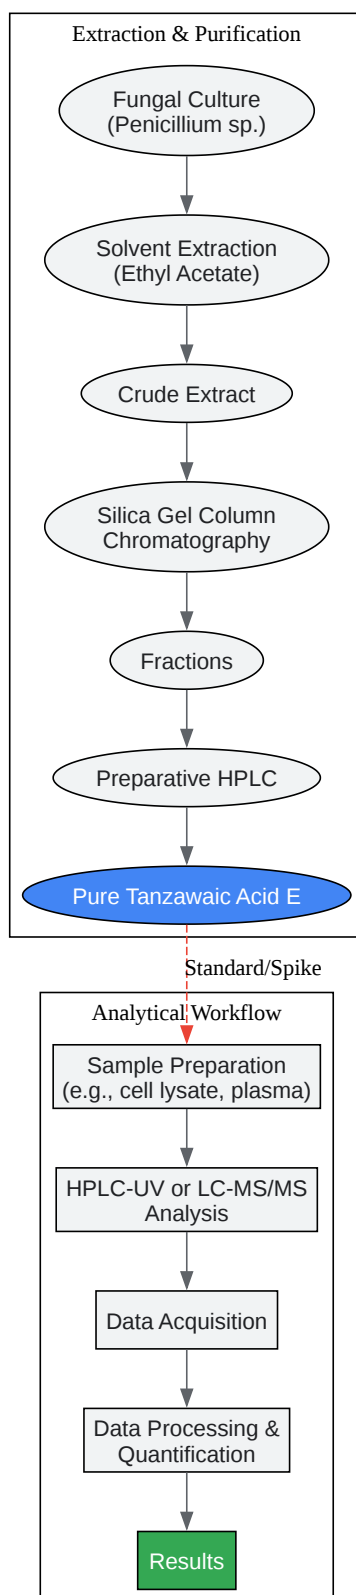 Extraction & Purification
Fungal Culture
(Penicillium sp.)
Solvent Extraction
(Ethyl Acetate)
Crude Extract
Silica Gel Column
Chromatography
Fractions
Preparative HPLC
Pure Tanzawaic Acid E
Standard/Spike
Analytical Workflow
Sample Preparation
(e.g., cell lysate, plasma)
HPLC-UV or LC-MS/MS
Analysis
Data Acquisition
Data Processing &
Quantification
Results